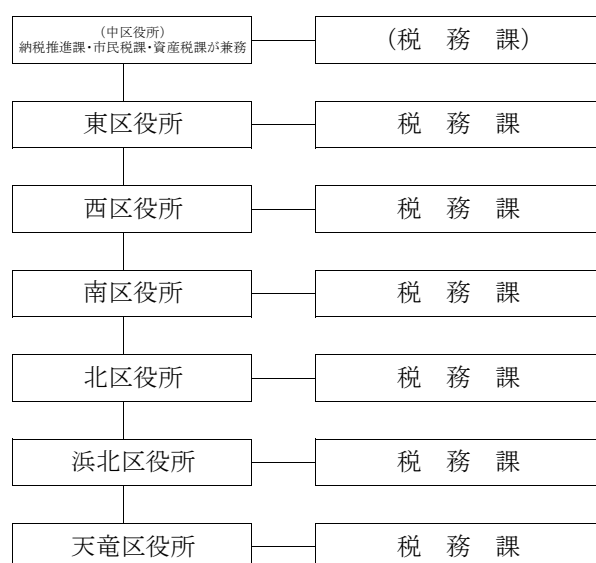 (中区役所)
納税推進課・市民税課・資産税課が兼務
(税 務 課)
東区役所
税 務 課
西区役所
税 務 課
南区役所
税 務 課
北区役所
税 務 課
浜北区役所
税 務 課
天竜区役所
税 務 課